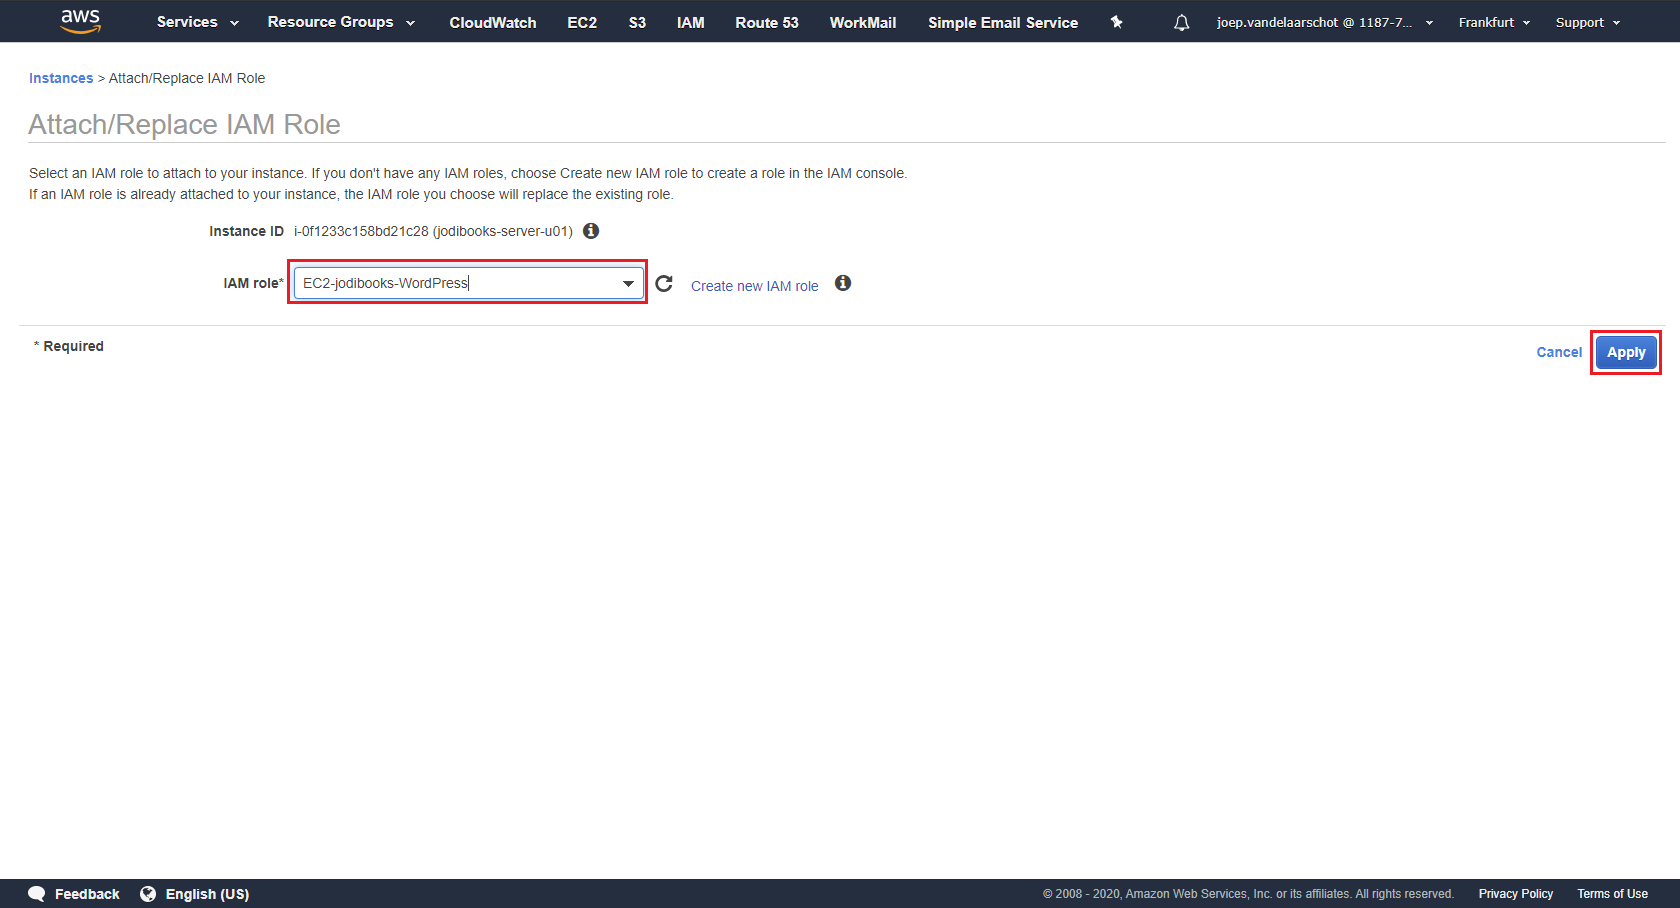 aws Services Resource Groups CloudWatch EC2 S3 IAM Route 53 WorkMail Simple Email Service joep.vandelaarschot @ 1187-7... Frankfurt Support
Instances > Attach/Replace IAM Role
Attach/Replace IAM Role
Select an IAM role to attach to your instance. If you don't have any IAM roles, choose Create new IAM role to create a role in the IAM console.
If an IAM role is already attached to your instance, the IAM role you choose will replace the existing role.
Instance ID i-0f1233c158bd21c28 (jodibooks-server-u01)
IAM role* EC2-jodibooks-WordPress Create new IAM role
* Required
Cancel Apply
Feedback English (US) © 2008 - 2020, Amazon Web Services, Inc. or its affiliates. All rights reserved. Privacy Policy Terms of Use